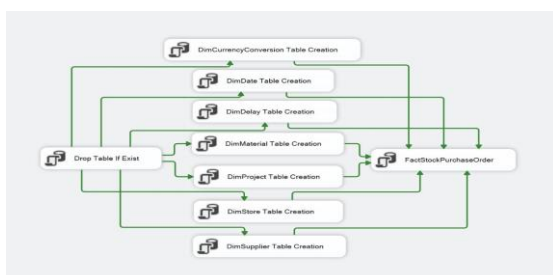 DimCurrencyConversion Table Creation
DimDate Table Creation
DimDelay Table Creation
DimMaterial Table Creation
Drop Table If Exist
FactStockPurchaseOrder
DimProject Table Creation
DimStore Table Creation
DimSupplier Table Creation